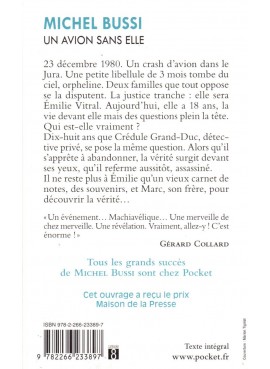 MICHEL BUSSI
UN AVION SANS ELLE
23 décembre 1980. Un crash d'avion dans le
Jura. Une petite libellule de 3 mois tombe du
ciel, orpheline. Deux familles que tout oppose
se la disputent. La justice tranche : elle sera
Émilie Vitral. Aujourd'hui, elle a 18 ans, la
vie devant elle mais des questions plein la tête.
Qui est-elle vraiment ?
Dix-huit ans que Crédule Grand-Duc, détec-
tive privé, se pose la même question. Alors qu'il
s'apprête à abandonner, la vérité surgit devant
ses yeux, qu'il referme aussitôt, assassiné.
Il ne reste plus à Émilie qu'un vieux carnet de
notes, des souvenirs, et Marc, son frère, pour
découvrir la vérité…
« Un événement… Machiavélique… Une merveille de
chez merveille. Une révélation. Vraiment, allez-y ! C'est
énorme ! »
GÉRARD COLLARD
Tous les grands succès
de MICHEL BUSSI sont chez Pocket
Cet ouvrage a reçu le prix
Maison de la Presse
ISBN 978-2-266-23389-7
9 782266 233897
Texte intégral
www.pocket.fr